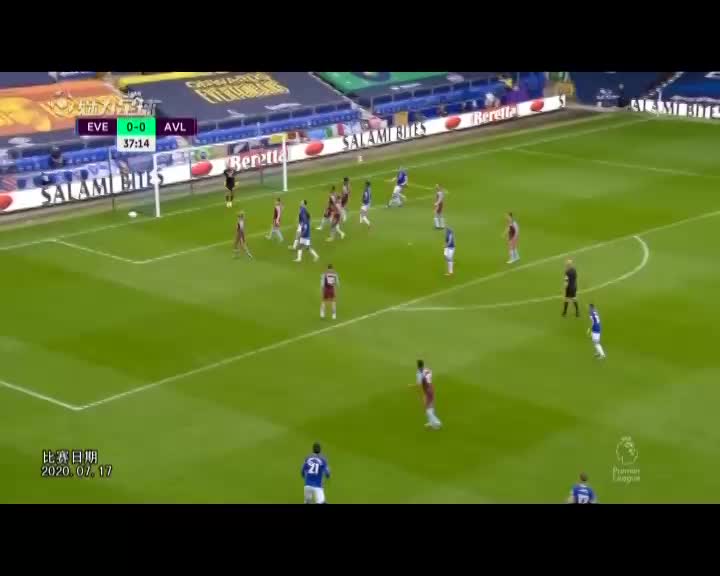 EVE 0-0 AVL
37:14
SALAMI BITES
Beretta
SALAMI BITES
Beretta
SALAMI BITES
21
比赛日期
2020.07.17
Premier
League